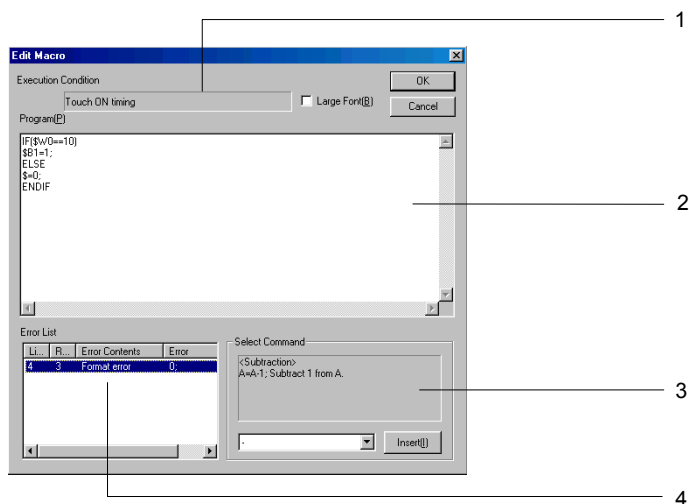 1
Edit Macro
Execution Condition
OK
Touch ON timing
Large Font(B)
Cancel
Program(P)
IF($W0==10)
$B1=1;
ELSE
$=0;
ENDIF
2
Error List
Select Command
Li... R... Error Contents Error
<Subtraction>
4 3 Format error 0;
A=A-1; Subtract 1 from A.
3
-
Insert(I)
4